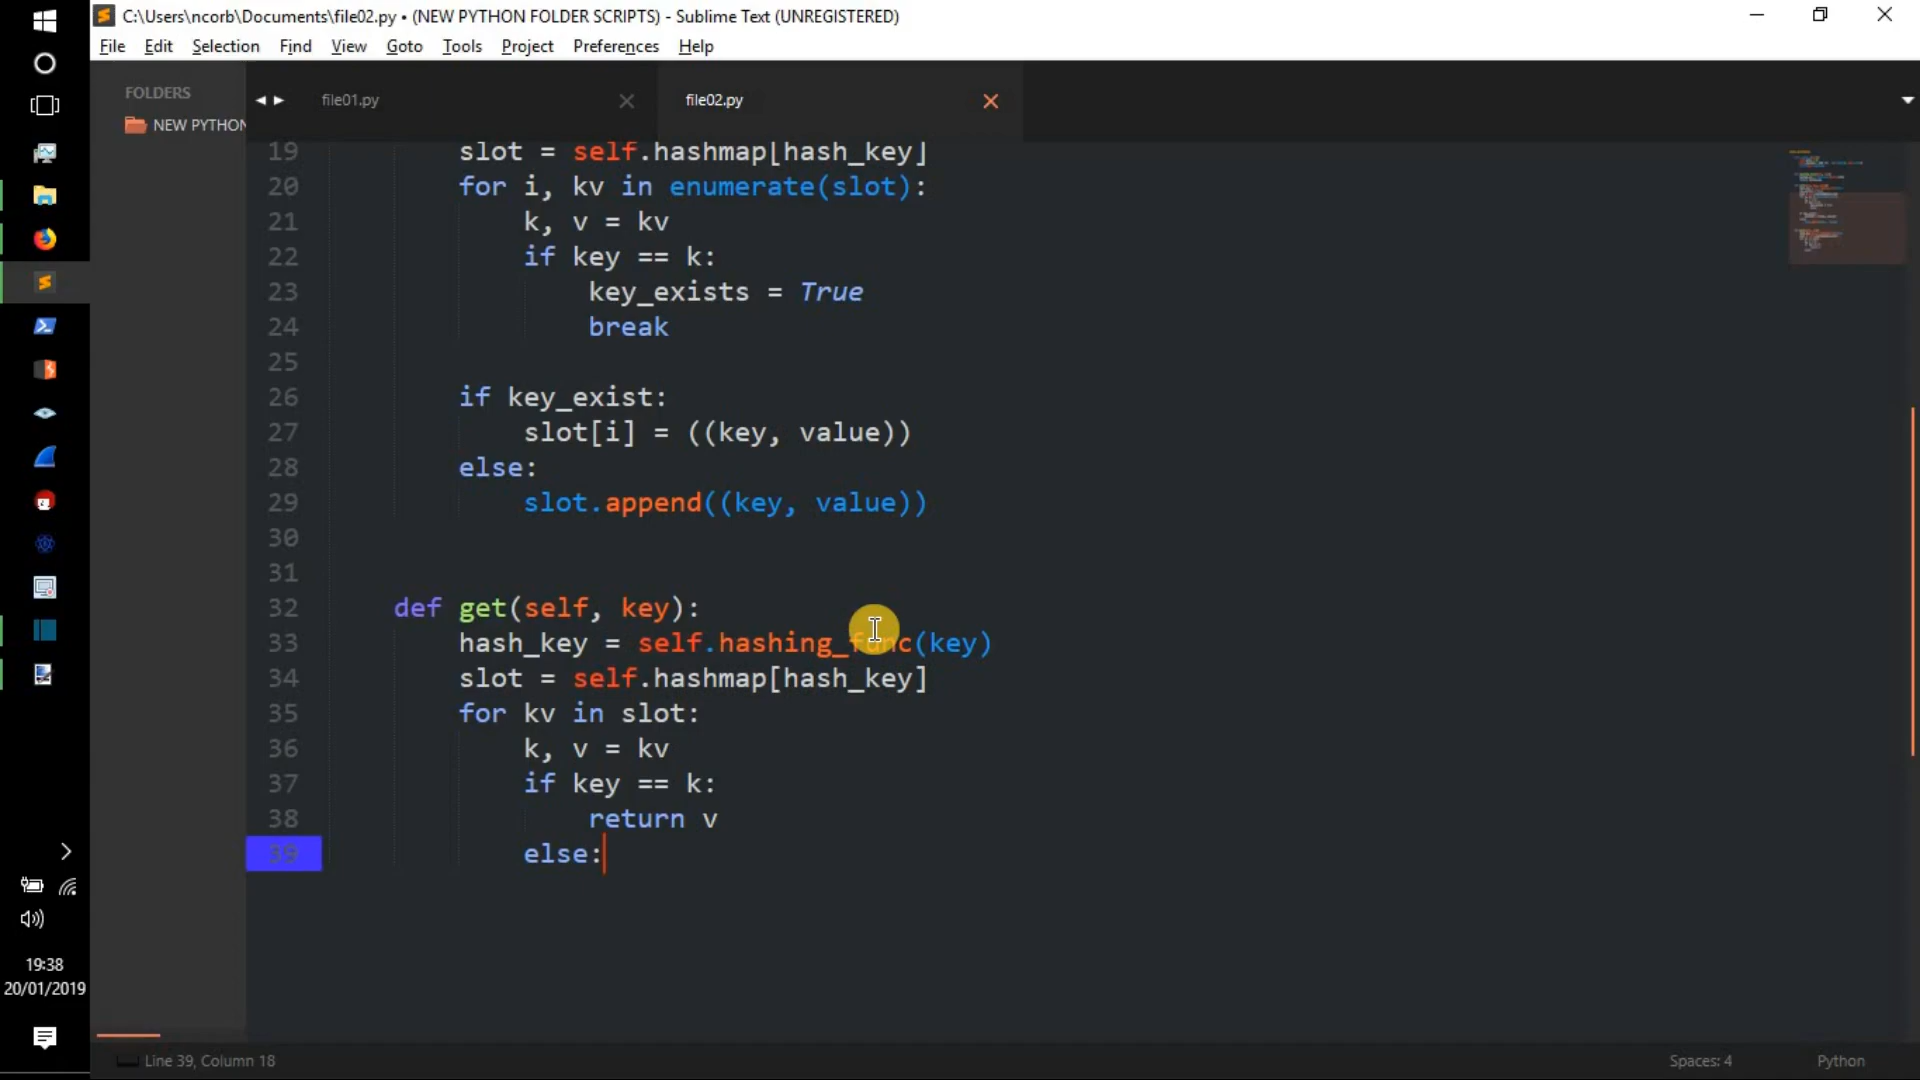 C:\Users\ncorb\Documents\file02.py • (NEW PYTHON FOLDER SCRIPTS) - Sublime Text (UNREGISTERED)
File Edit Selection Find View Goto Tools Project Preferences Help
FOLDERS
NEW PYTHON
file01.py file02.py
19 slot = self.hashmap[hash_key]
20 for i, kv in enumerate(slot):
21 k, v = kv
22 if key == k:
23 key_exists = True
24 break
25
26 if key_exist:
27 slot[i] = ((key, value))
28 else:
29 slot.append((key, value))
30
31
32 def get(self, key):
33 hash_key = self.hashing_func(key)
34 slot = self.hashmap[hash_key]
35 for kv in slot:
36 k, v = kv
37 if key == k:
38 return v
39 else:
19:38
20/01/2019
Line 39, Column 18
Spaces: 4
Python